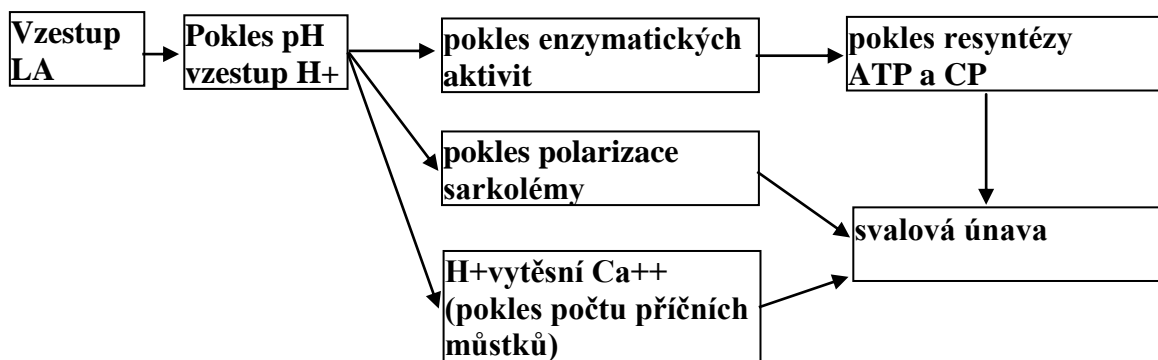 Vzestup
LA
Pokles pH
vzestup H+
pokles enzymatických
aktivit
pokles resyntézy
ATP a CP
pokles polarizace
sarkolémy
svalová únava
H+vytěsní Ca++
(pokles počtu příčních
můstků)